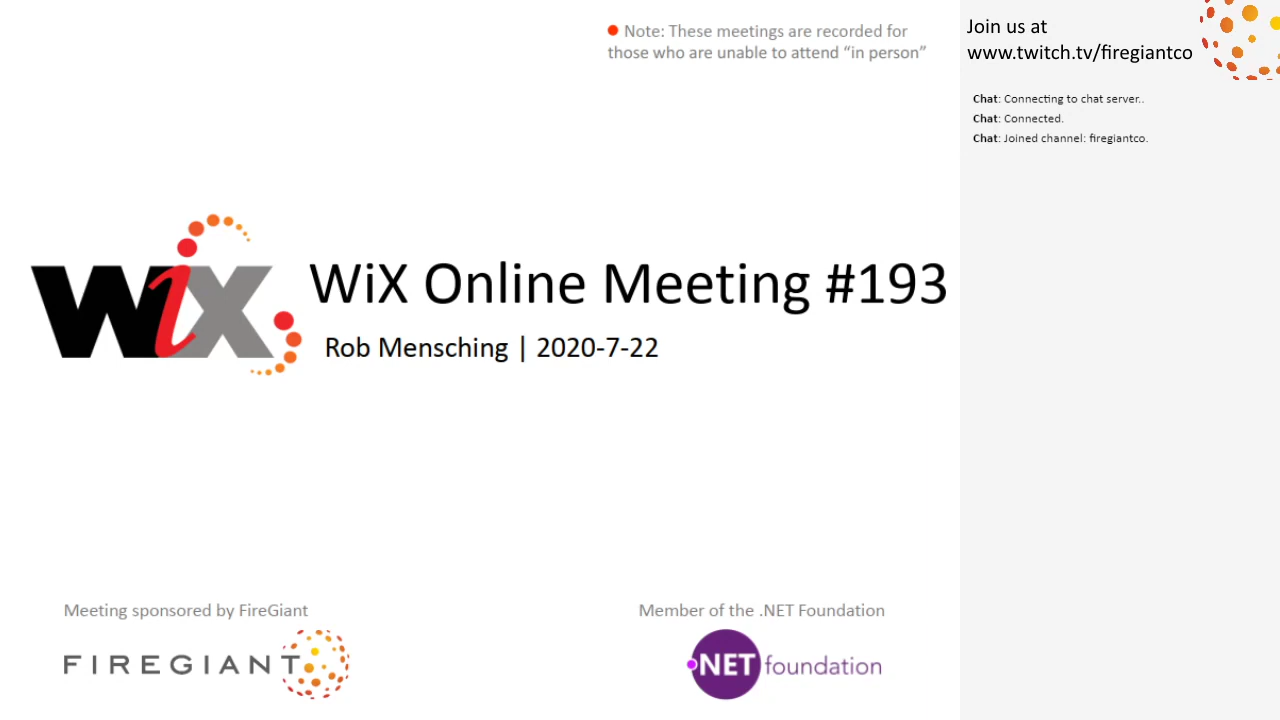 Note: These meetings are recorded for
those who are unable to attend “in person”
Join us at
www.twitch.tv/firegiantco
Chat: Connecting to chat server..
Chat: Connected.
Chat: Joined channel: firegiantco.
WiX
WiX Online Meeting #193
Rob Mensching | 2020-7-22
Meeting sponsored by FireGiant
FIREGIANT
Member of the .NET Foundation
.NET foundation